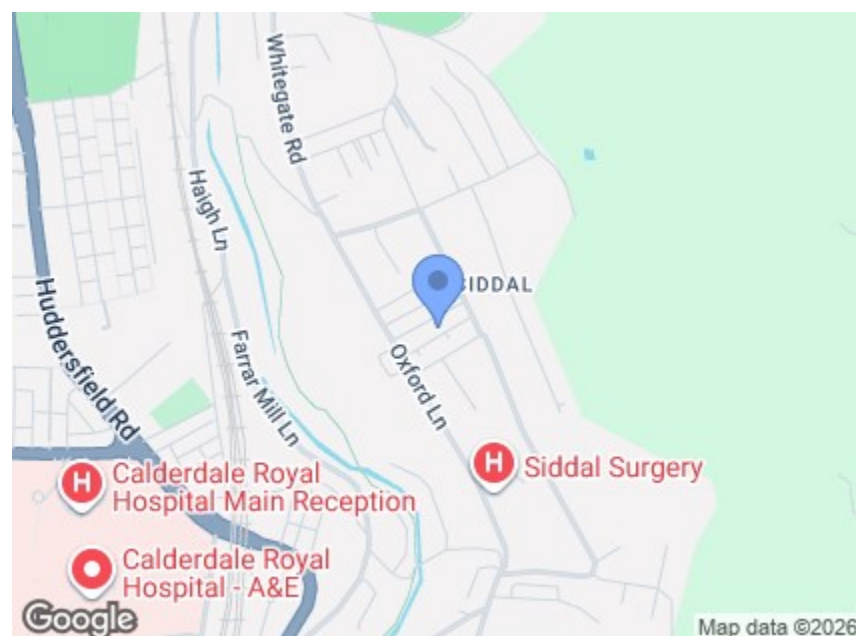 Whitegate Rd
Haigh Ln
SIDDAL
Huddersfield Rd
Farrar Mill Ln
Oxford Ln
Siddal Surgery
Calderdale Royal
Hospital Main Reception
Calderdale Royal
Hospital - A&E
Google
Map data ©2026